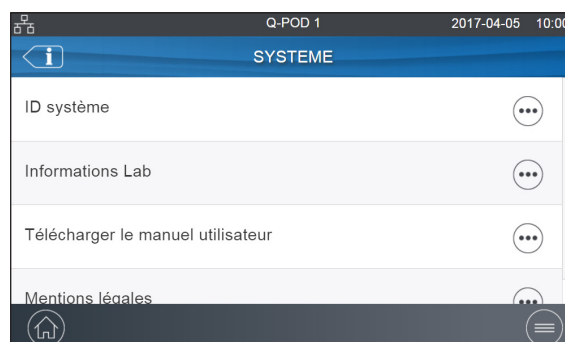 Q-POD 1 2017-04-05 10:00
i SYSTEME
ID système
Informations Lab
Télécharger le manuel utilisateur
Mentions légales